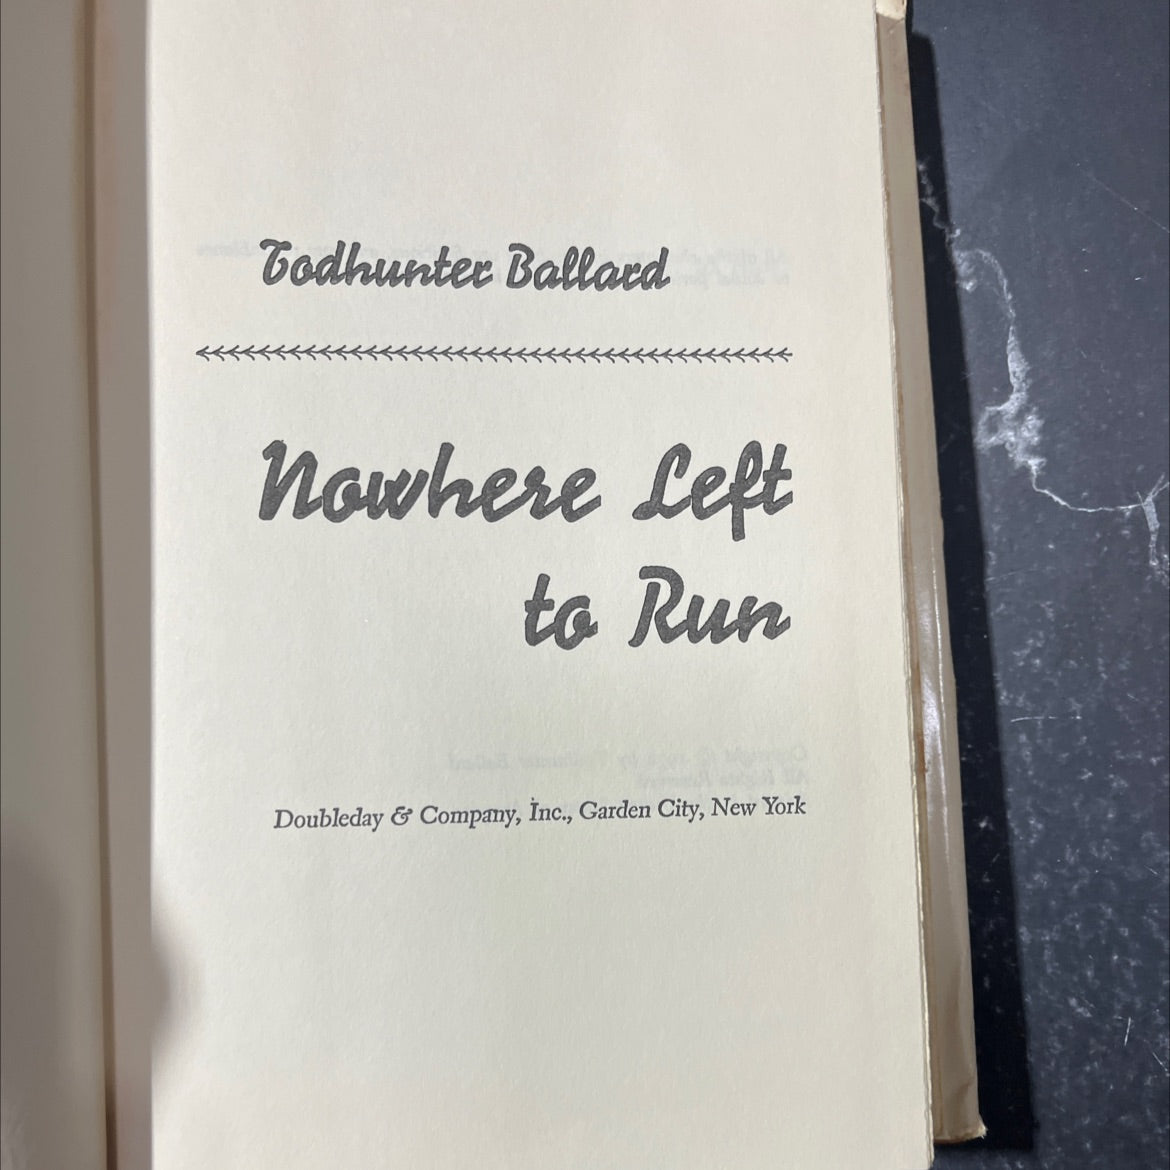 Todhunter Ballard
Nowhere Left
to Run
Doubleday & Company, Inc., Garden City, New York